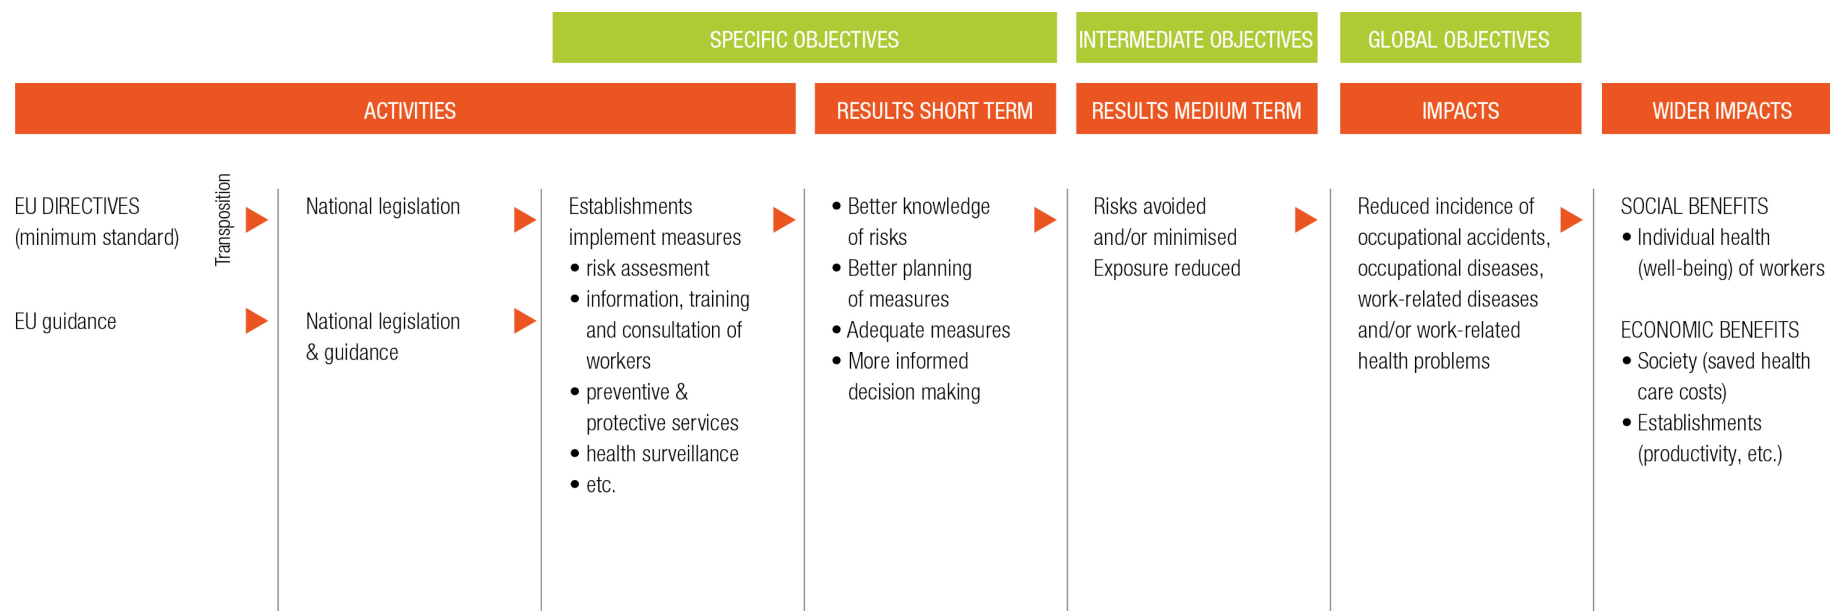 SPECIFIC OBJECTIVES
INTERMEDIATE OBJECTIVES
GLOBAL OBJECTIVES
ACTIVITIES
RESULTS SHORT TERM
RESULTS MEDIUM TERM
IMPACTS
WIDER IMPACTS
EU DIRECTIVES
(minimum standard)
Transposition
EU guidance
National legislation
National legislation
& guidance
Establishments
implement measures
• risk assesment
• information, training
and consultation of
workers
• preventive &
protective services
• health surveillance
• etc.
• Better knowledge
of risks
• Better planning
of measures
• Adequate measures
• More informed
decision making
Risks avoided
and/or minimised
Exposure reduced
Reduced incidence of
occupational accidents,
occupational diseases,
work-related diseases
and/or work-related
health problems
SOCIAL BENEFITS
• Individual health
(well-being) of workers
ECONOMIC BENEFITS
• Society (saved health
care costs)
• Establishments
(productivity, etc.)